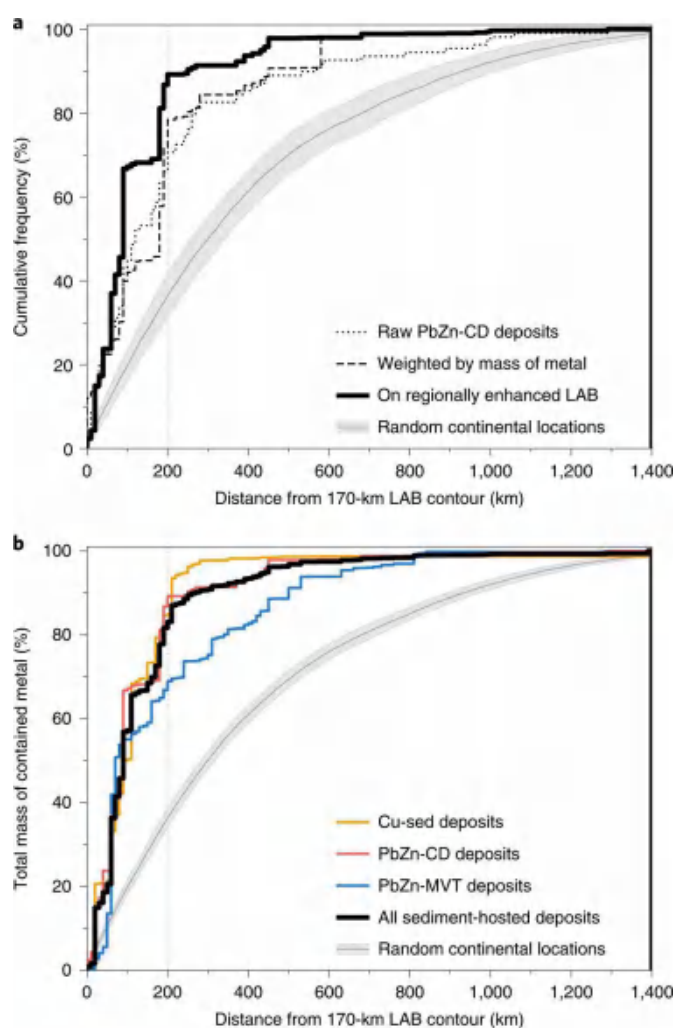 a
100
80
60
40
20
0
Cumulative frequency (%)
Raw PbZn-CD deposits
Weighted by mass of metal
On regionally enhanced LAB
Random continental locations
0 200 400 600 800 1,000 1,200 1,400
Distance from 170-km LAB contour (km)
b
100
80
60
40
20
0
Total mass of contained metal (%)
Cu-sed deposits
PbZn-CD deposits
PbZn-MVT deposits
All sediment-hosted deposits
Random continental locations
0 200 400 600 800 1,000 1,200 1,400
Distance from 170-km LAB contour (km)